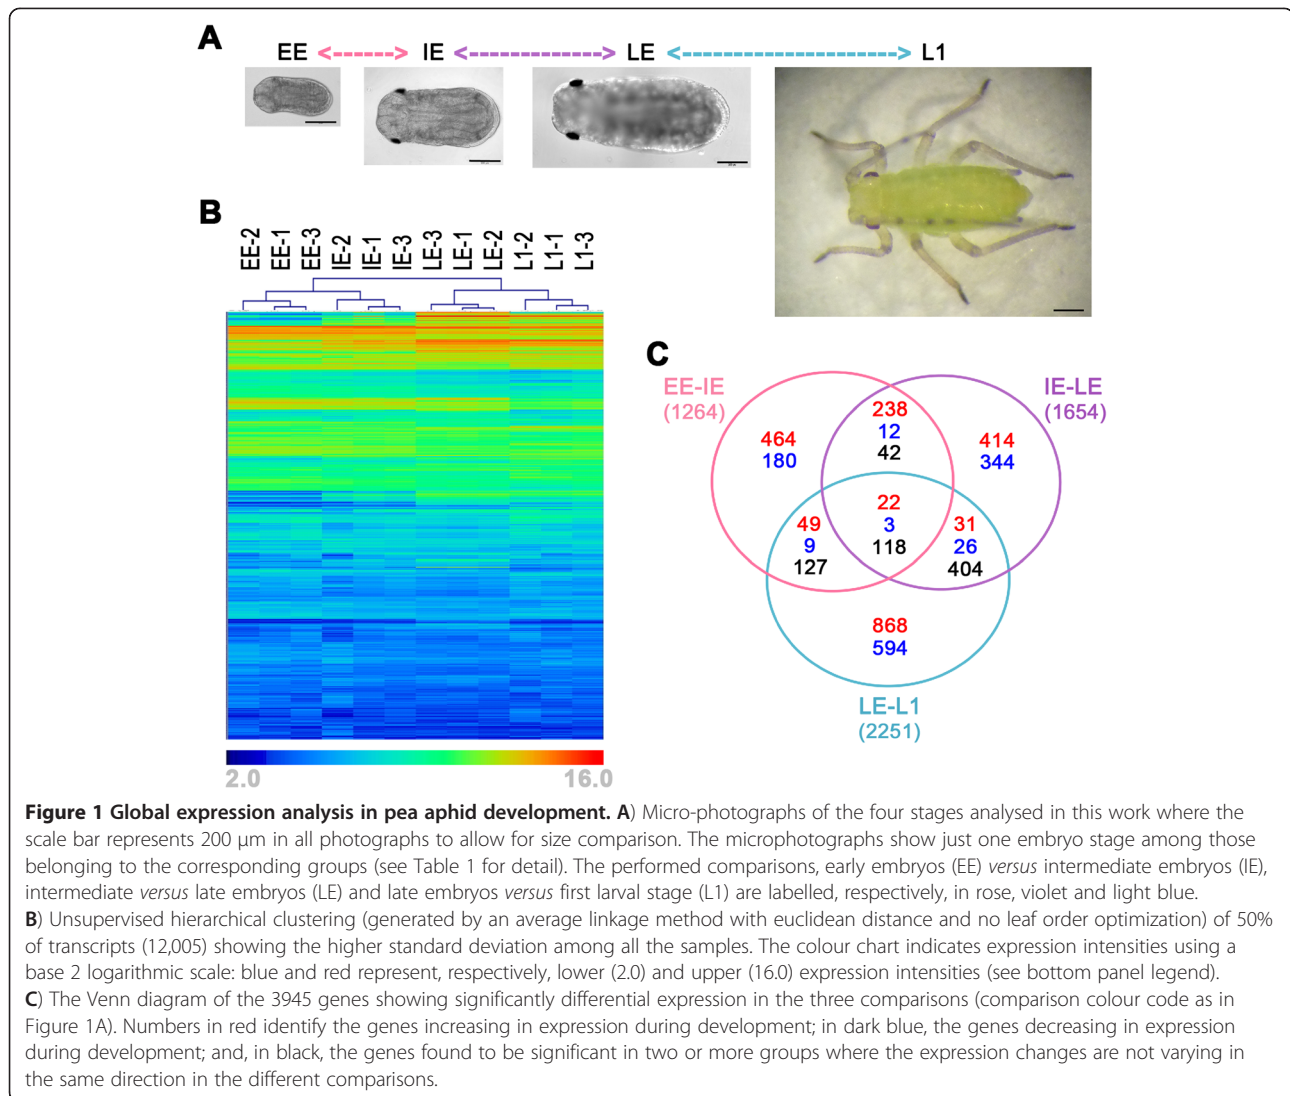 A
EE IE LE L1
B
EE-2 EE-1 EE-3 IE-2 IE-1 IE-3 LE-3 LE-1 LE-2 L1-2 L1-1 L1-3
2.0 16.0
C
EE-IE
(1264)
IE-LE
(1654)
238
12
42
464
180
414
344
22
3
118
49
9
127
31
26
404
868
594
LE-L1
(2251)
Figure 1 Global expression analysis in pea aphid development. A) Micro-photographs of the four stages analysed in this work where the
scale bar represents 200 µm in all photographs to allow for size comparison. The microphotographs show just one embryo stage among those
belonging to the corresponding groups (see Table 1 for detail). The performed comparisons, early embryos (EE) versus intermediate embryos (IE),
intermediate versus late embryos (LE) and late embryos versus first larval stage (L1) are labelled, respectively, in rose, violet and light blue.
B) Unsupervised hierarchical clustering (generated by an average linkage method with euclidean distance and no leaf order optimization) of 50%
of transcripts (12,005) showing the higher standard deviation among all the samples. The colour chart indicates expression intensities using a
base 2 logarithmic scale: blue and red represent, respectively, lower (2.0) and upper (16.0) expression intensities (see bottom panel legend).
C) The Venn diagram of the 3945 genes showing significantly differential expression in the three comparisons (comparison colour code as in
Figure 1A). Numbers in red identify the genes increasing in expression during development; in dark blue, the genes decreasing in expression
during development; and, in black, the genes found to be significant in two or more groups where the expression changes are not varying in
the same direction in the different comparisons.